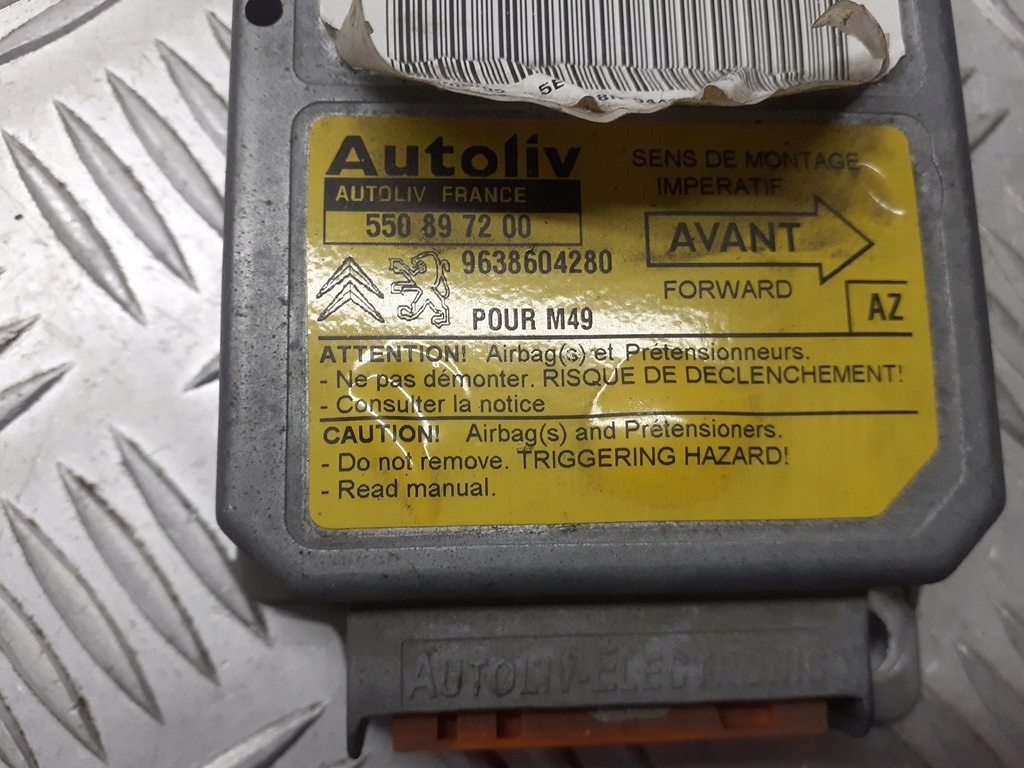 5E
Autoliv
AUTOLIV FRANCE
550 89 72 00
9638604280
POUR M49
SENS DE MONTAGE
IMPERATIF
AVANT
FORWARD
AZ
ATTENTION! Airbag(s) et Prétensionneurs.
- Ne pas démonter. RISQUE DE DECLENCHEMENT!
- Consulter la notice
CAUTION! Airbag(s) and Prétensioners.
- Do not remove. TRIGGERING HAZARD!
- Read manual.
AUTOLIV-ELECTRONIC